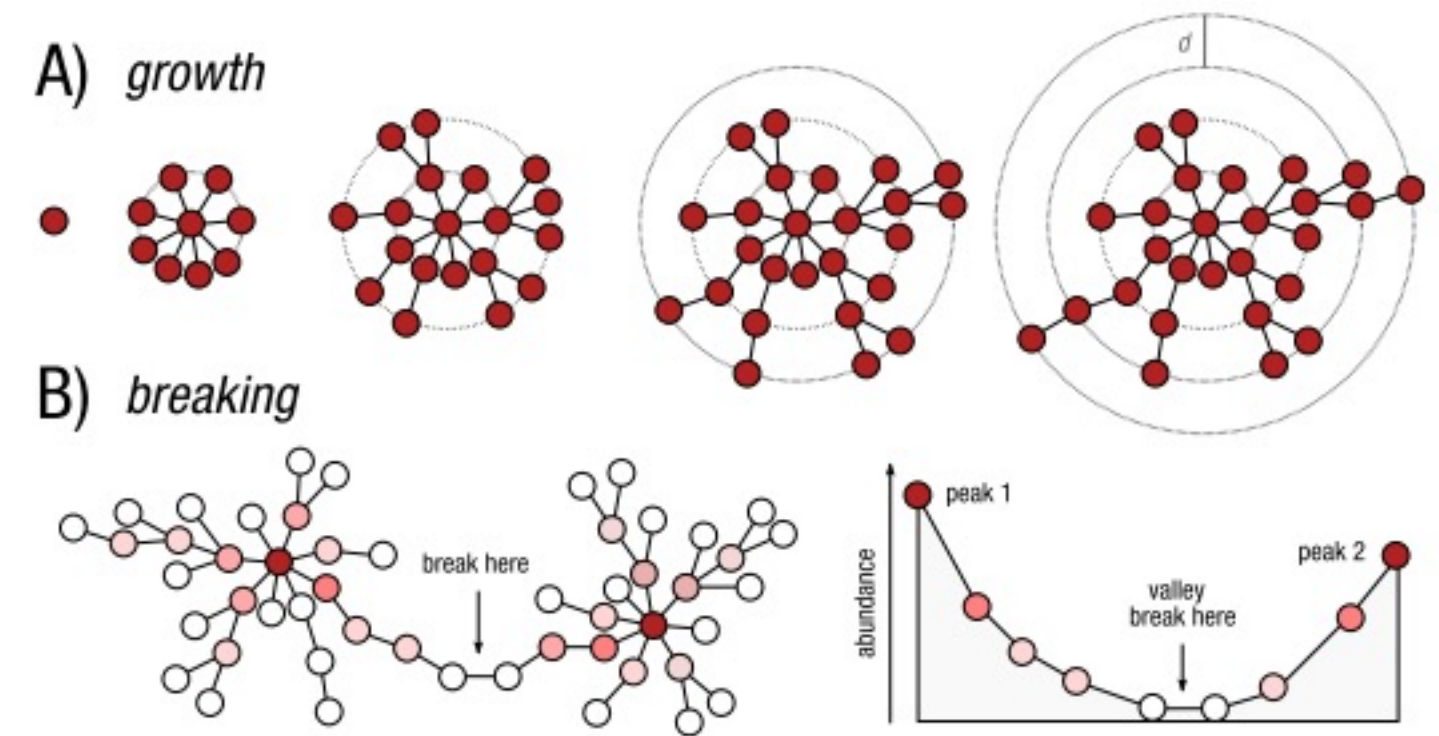 A) growth
d
B) breaking
break here
peak 1
peak 2
valley
break here
abundance